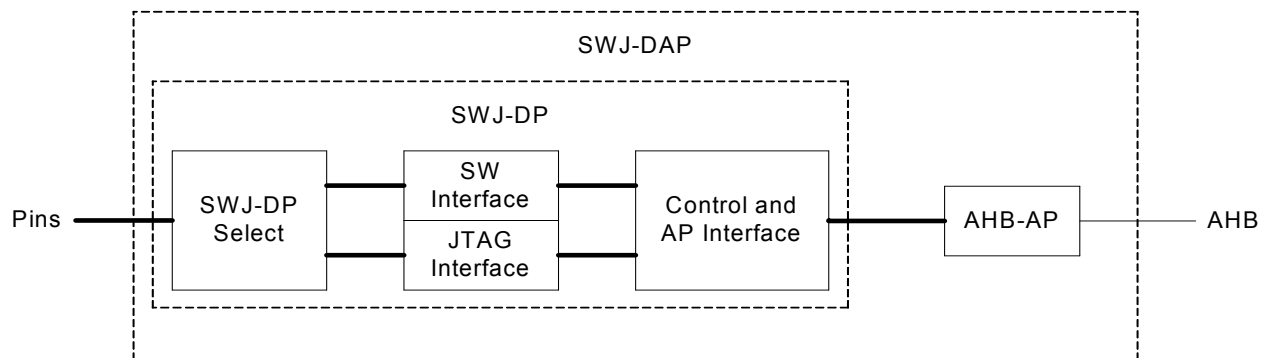 SWJ-DAP
SWJ-DP
Pins
SWJ-DP
Select
SW
Interface
JTAG
Interface
Control and
AP Interface
AHB-AP
AHB